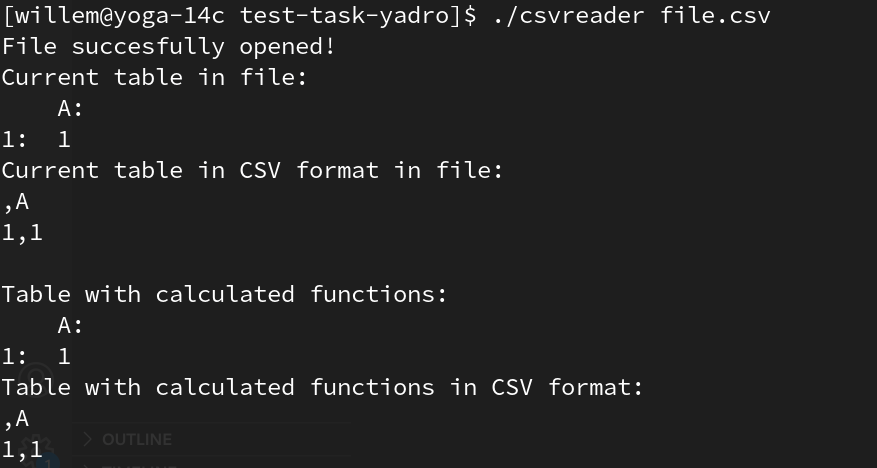 [willem@yoga-14c test-task-yadro]$ ./csvreader file.csv
File succesfully opened!
Current table in file:
    A:
1:  1
Current table in CSV format in file:
,A
1,1

Table with calculated functions:
    A:
1:  1
Table with calculated functions in CSV format:
,A
OUTLINE
1,1
1